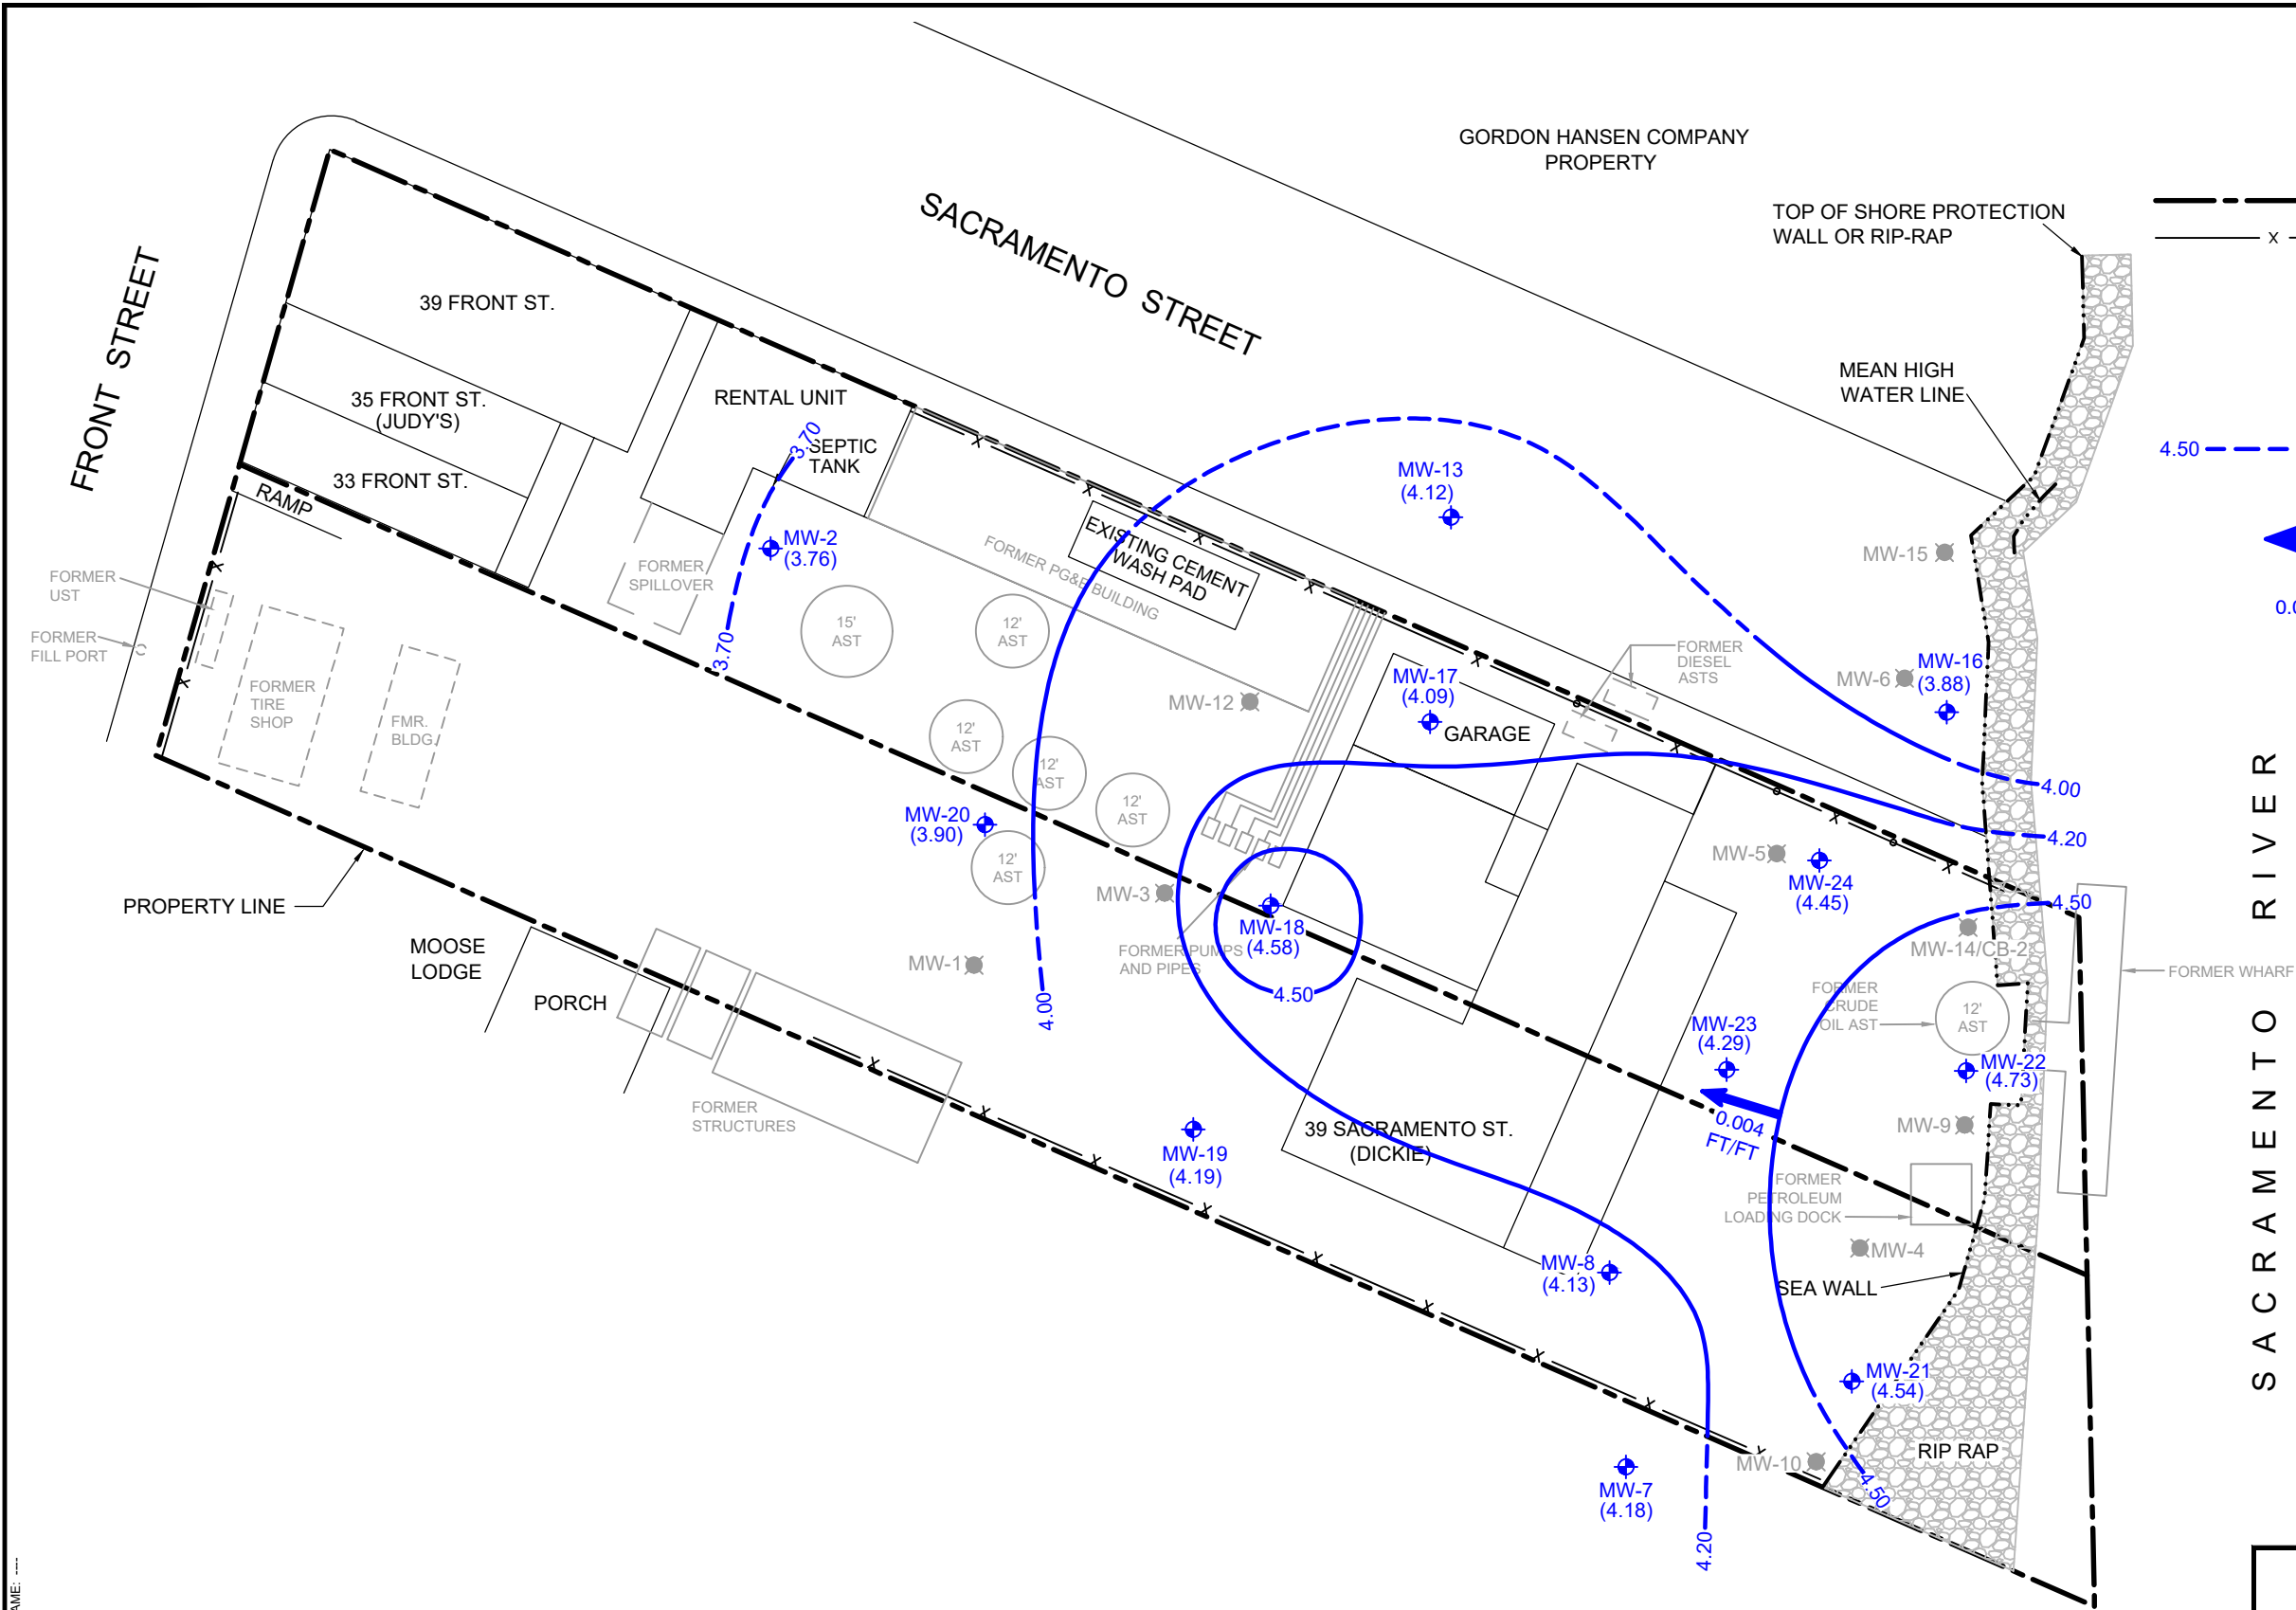 GORDON HANSEN COMPANY
PROPERTY
SACRAMENTO STREET
FRONT STREET
TOP OF SHORE PROTECTION
WALL OR RIP-RAP
X
MEAN HIGH
WATER LINE
4.50
39 FRONT ST.
35 FRONT ST.
(JUDY'S)
33 FRONT ST.
RAMP
RENTAL UNIT
SEPTIC
TANK
3.70
3.70
MW-2
(3.76)
FORMER
SPILLOVER
FORMER
UST
FORMER
FILL PORT
FORMER
TIRE
SHOP
FMR.
BLDG.
15'
AST
12'
AST
12'
AST
12'
AST
12'
AST
12'
AST
FORMER PG&E BUILDING
EXISTING CEMENT
WASH PAD
MW-13
(4.12)
MW-15
MW-6
MW-16
(3.88)
MW-12
MW-17
(4.09)
GARAGE
FORMER
DIESEL
ASTS
4.00
4.20
4.50
MW-20
(3.90)
MW-3
MW-1
4.00
FORMER PUMPS
AND PIPES
MW-18
(4.58)
4.50
MW-5
MW-24
(4.45)
MW-14/CB-2
FORMER WHARF
FORMER
CRUDE
OIL AST
12'
AST
MW-23
(4.29)
MW-22
(4.73)
0.004
FT/FT
MW-9
FORMER
PETROLEUM
LOADING DOCK
MW-4
SEA WALL
PROPERTY LINE
MOOSE
LODGE
PORCH
FORMER
STRUCTURES
MW-19
(4.19)
39 SACRAMENTO ST.
(DICKIE)
MW-8
(4.13)
MW-21
(4.54)
RIP RAP
MW-10
4.50
MW-7
(4.18)
4.20
SACRAMENTO RIVER